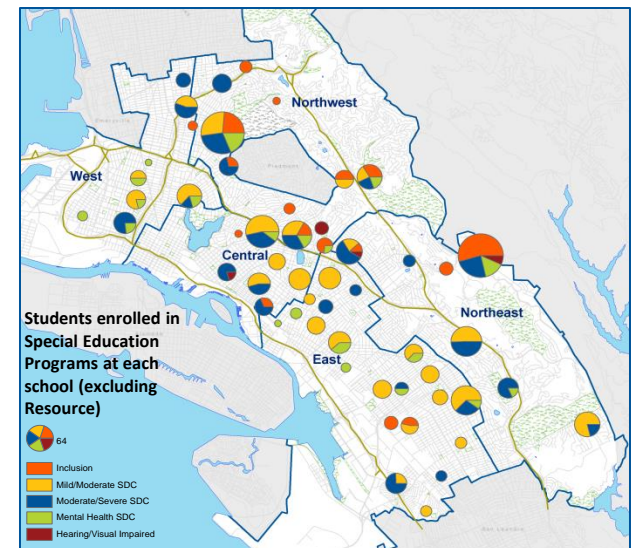 Northwest
West
Piedmont
Central
Northeast
East
Students enrolled in
Special Education
Programs at each
school (excluding
Resource)
64
Inclusion
Mild/Moderate SDC
Moderate/Severe SDC
Mental Health SDC
Hearing/Visual Impaired